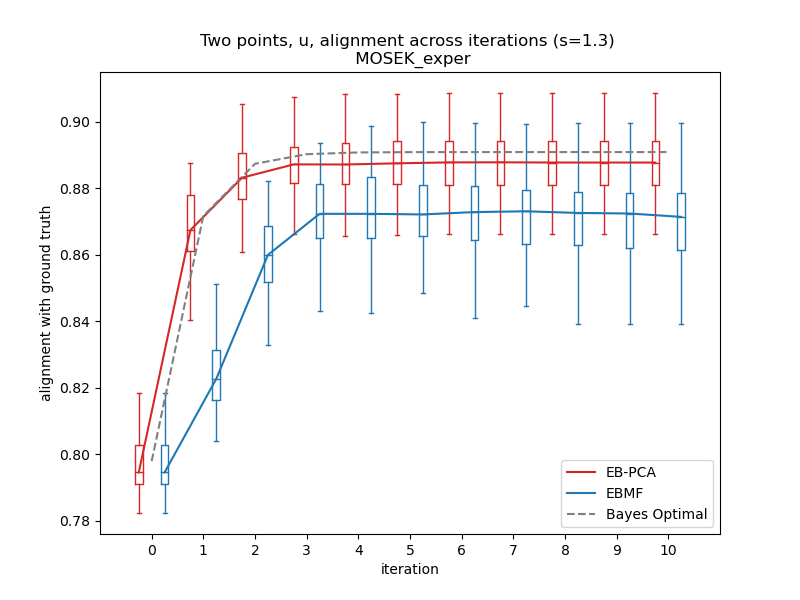 Two points, u, alignment across iterations (s=1.3)
MOSEK_exper
alignment with ground truth
0.90
0.88
0.86
0.84
0.82
0.80
0.78
0 1 2 3 4 5 6 7 8 9 10
iteration
EB-PCA
EBMF
Bayes Optimal